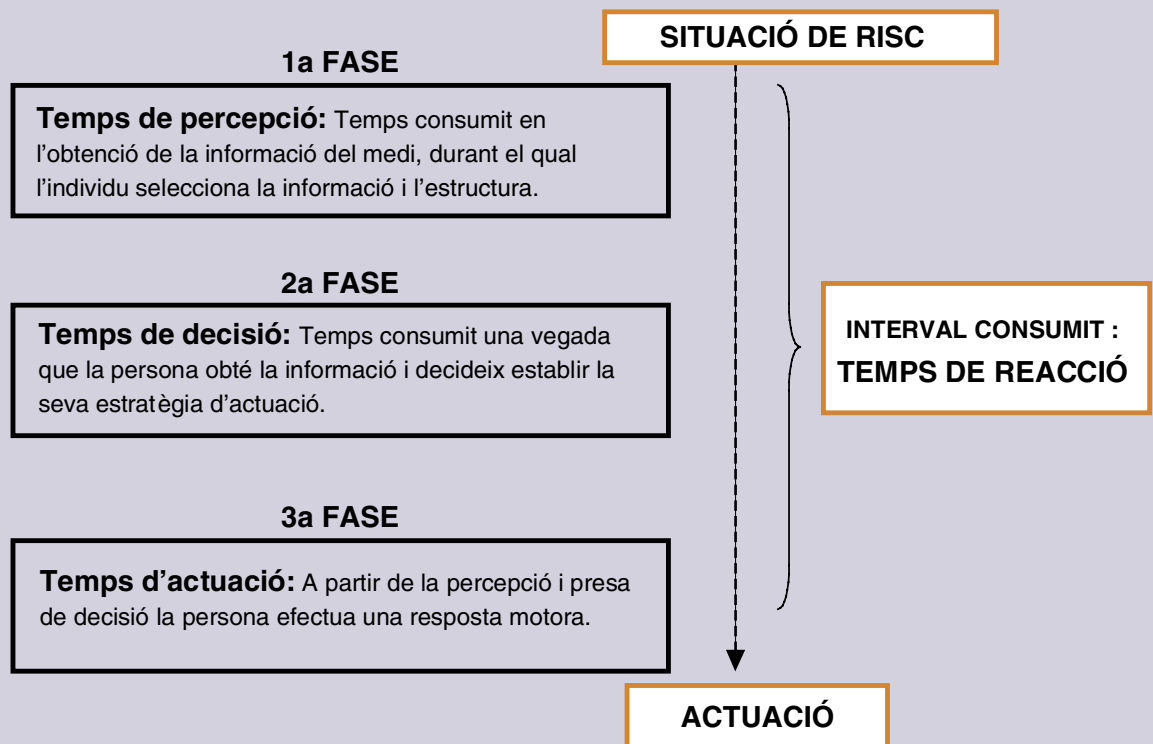 SITUACIÓ DE RISC
1a FASE
Temps de percepció: Temps consumit en
l’obtenció de la informació del medi, durant el qual
l’individu selecciona la informació i l’estructura.
2a FASE
Temps de decisió: Temps consumit una vegada
que la persona obté la informació i decideix establir la
seva estratègia d’actuació.
INTERVAL CONSUMIT :
TEMPS DE REACCIÓ
3a FASE
Temps d’actuació: A partir de la percepció i presa
de decisió la persona efectua una resposta motora.
ACTUACIÓ